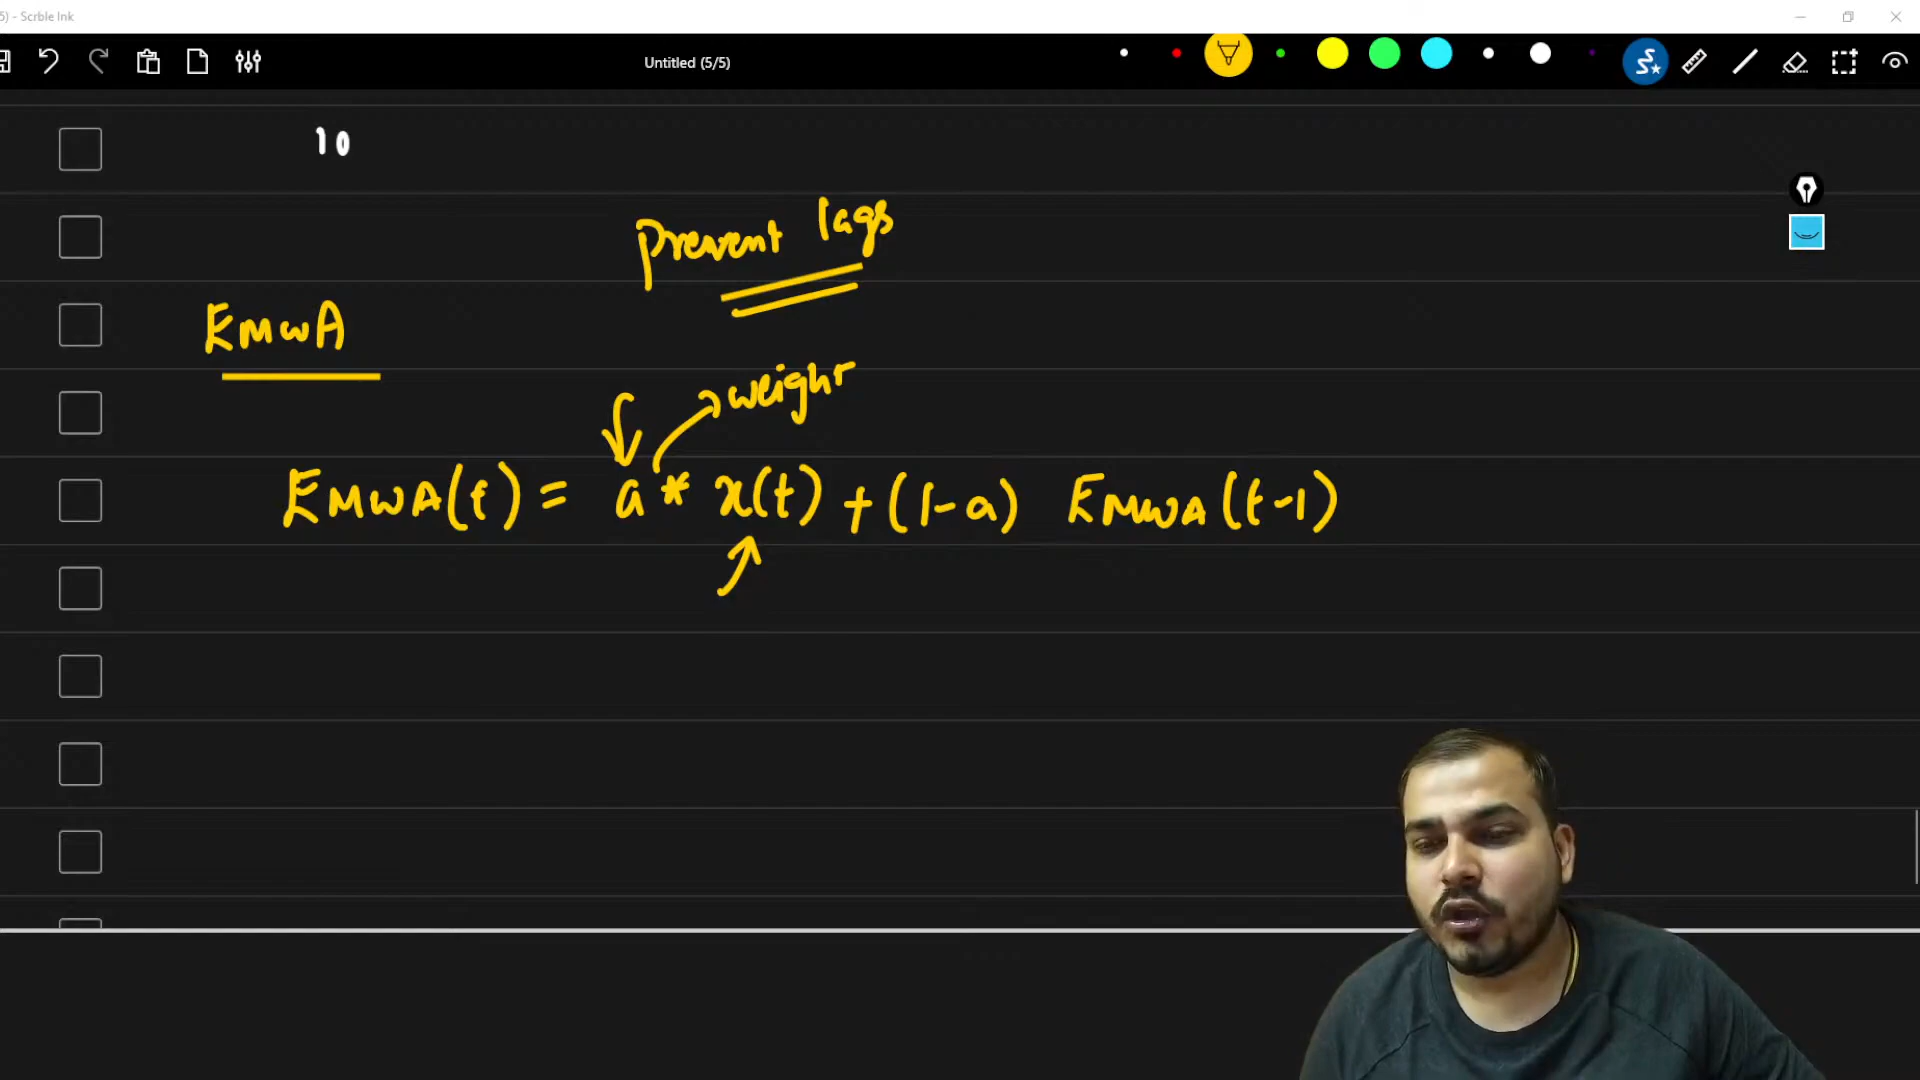 5) - Scrble Ink
Untitled (5/5)
10
prevent lags
EMWA
weight
EMWA(t) = a * x(t) + (1-a) EMWA(t-1)